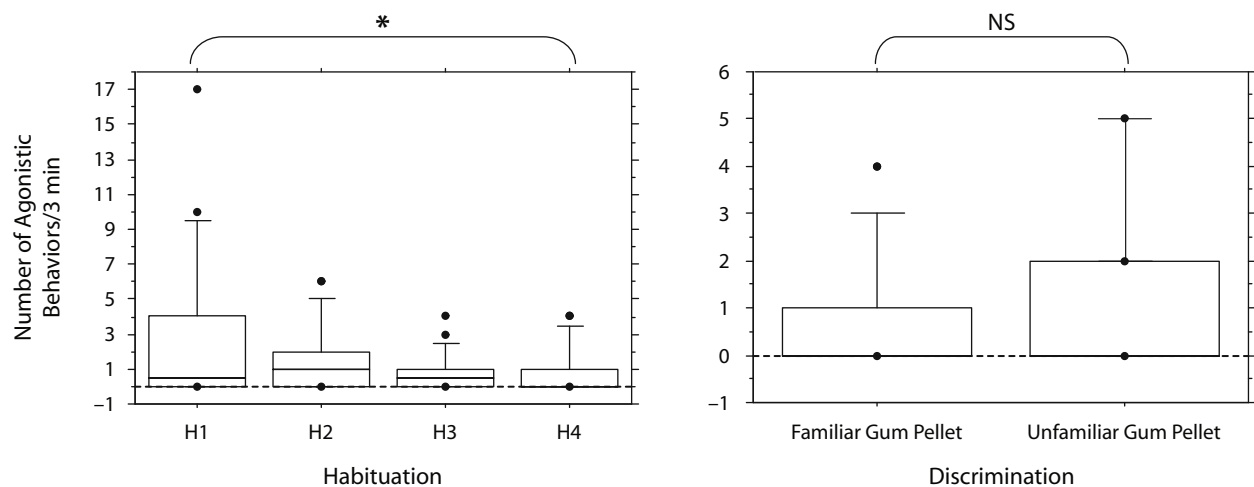 *
NS
Number of Agonistic
Behaviors/3 min
17
15
13
11
9
7
5
3
1
−1
H1 H2 H3 H4
Habituation
6
5
4
3
2
1
0
−1
Familiar Gum Pellet Unfamiliar Gum Pellet
Discrimination